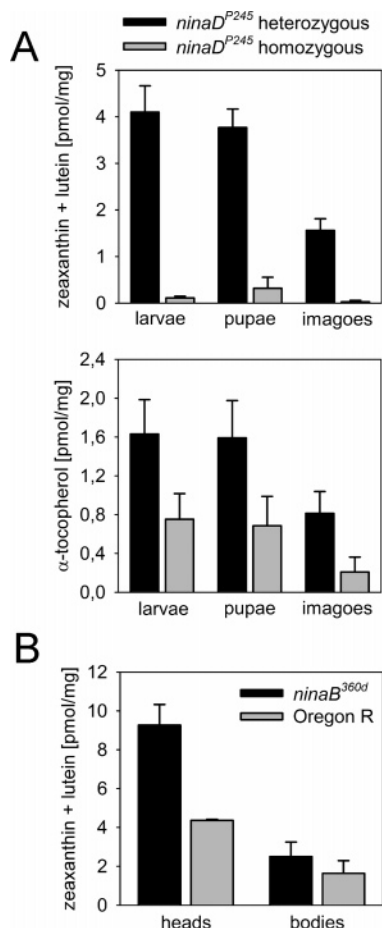 A
ninaD^P245 heterozygous
ninaD^P245 homozygous
zeaxanthin + lutein [pmol/mg]
5
4
3
2
1
0
larvae pupae imagoes
α-tocopherol [pmol/mg]
2,4
2,0
1,6
1,2
0,8
0,4
0,0
larvae pupae imagoes
B
zeaxanthin + lutein [pmol/mg]
12
10
8
6
4
2
0
ninaB^360d
Oregon R
heads bodies